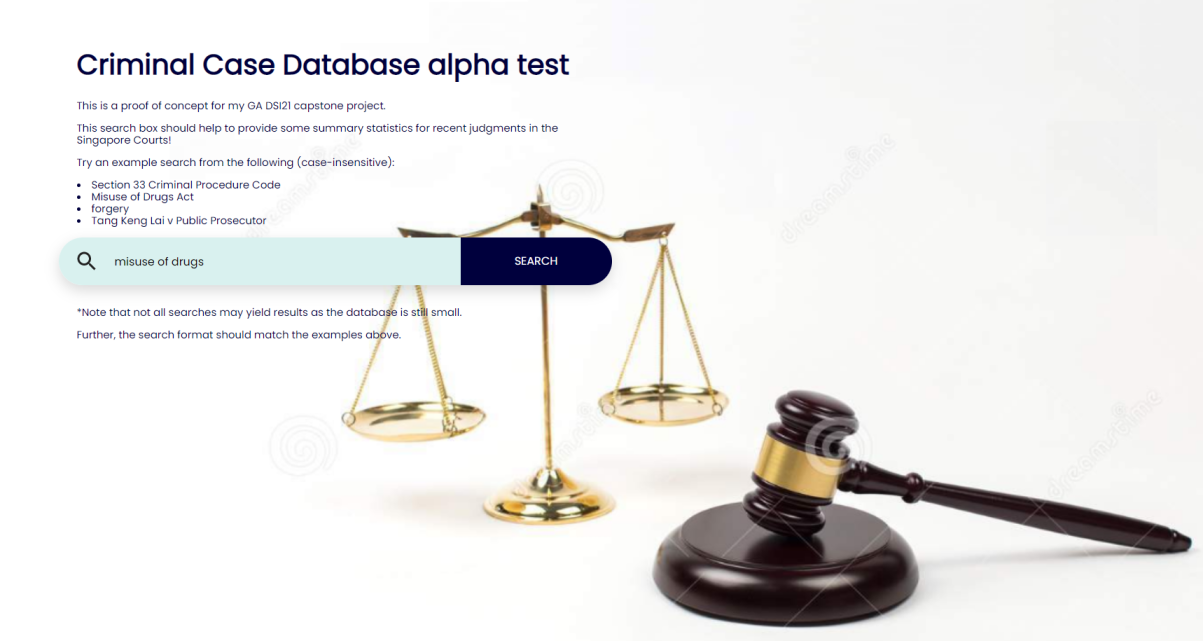 Criminal Case Database alpha test
This is a proof of concept for my GA DSI21 capstone project.
This search box should help to provide some summary statistics for recent judgments in the
Singapore Courts!
Try an example search from the following (case-insensitive):
Section 33 Criminal Procedure Code
Misuse of Drugs Act
forgery
Tang Keng Lai v Public Prosecutor
misuse of drugs
SEARCH
*Note that not all searches may yield results as the database is still small.
Further, the search format should match the examples above.
dreamstime
dreamstime
dreamstime
dreamstime